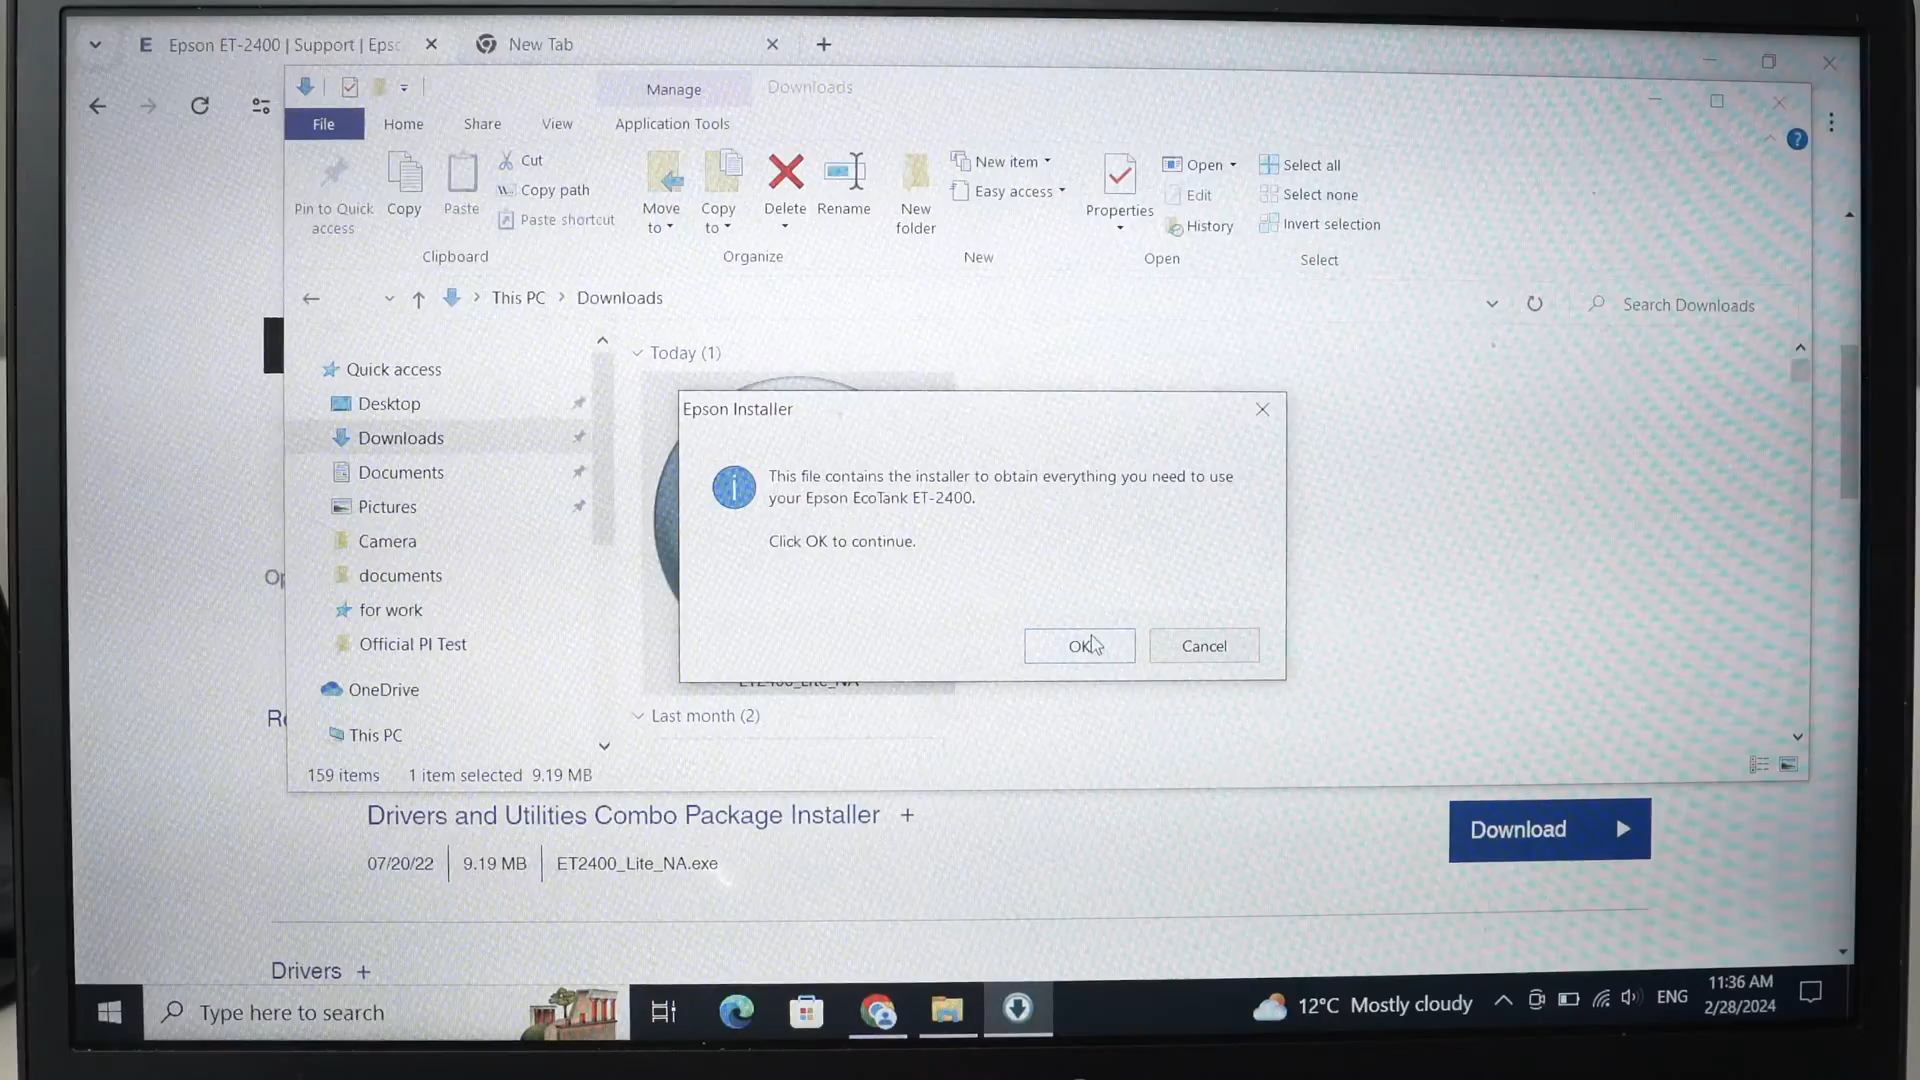 Epson ET-2400 | Support | Epsc
New Tab
Manage
Downloads
File
Home
Share
View
Application Tools
Pin to Quick
access
Copy
Paste
Cut
Copy path
Paste shortcut
Clipboard
Move
to
Copy
to
Delete
Rename
Organize
New
folder
New item
Easy access
New
Properties
Open
Edit
History
Open
Select all
Select none
Invert selection
Select
This PC
Downloads
Search Downloads
Quick access
Desktop
Downloads
Documents
Pictures
Camera
documents
for work
Official PI Test
OneDrive
This PC
Today (1)
Epson Installer
This file contains the installer to obtain everything you need to use
your Epson EcoTank ET-2400.
Click OK to continue.
OK
Cancel
ET2400_Lite_NA
Last month (2)
159 items
1 item selected 9.19 MB
Drivers and Utilities Combo Package Installer +
07/20/22
9.19 MB
ET2400_Lite_NA.exe
Download
Drivers +
Type here to search
12°C Mostly cloudy
ENG
11:36 AM
2/28/2024